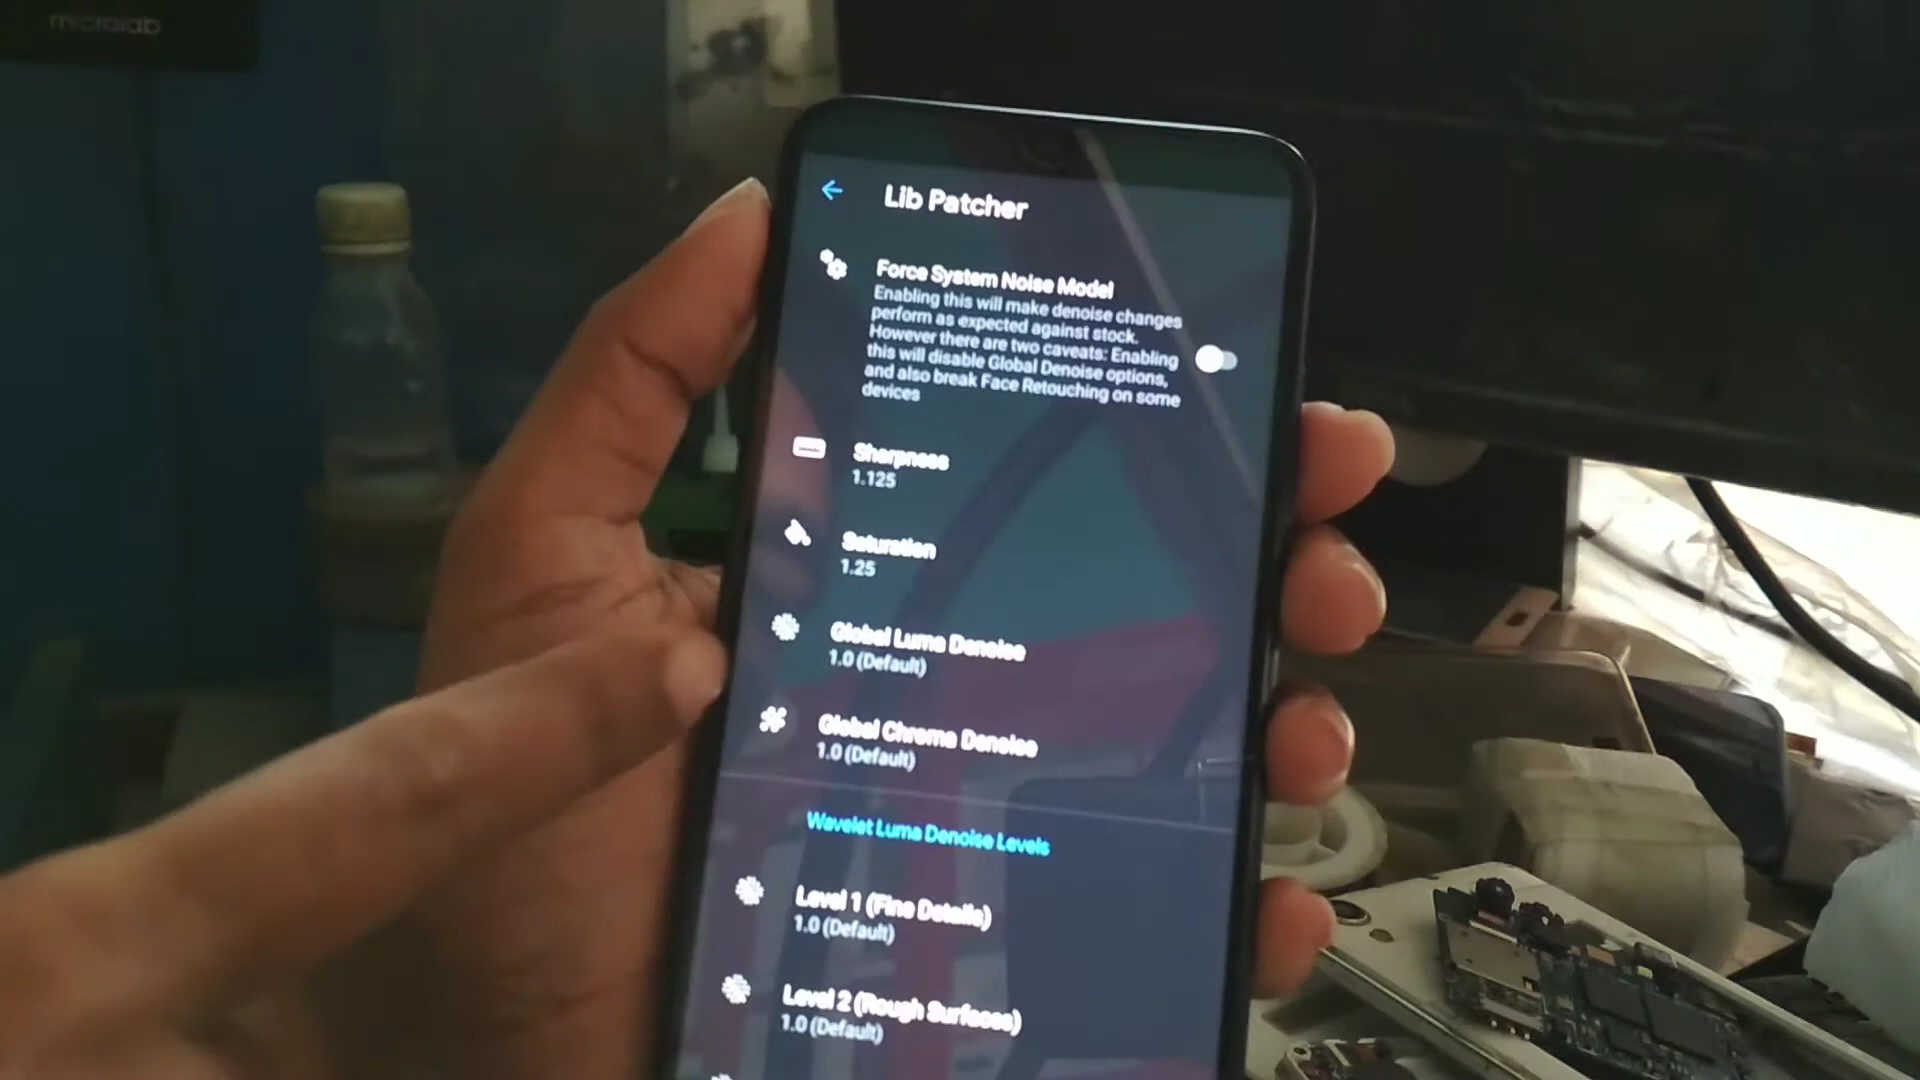 microlab
Lib Patcher
Force System Noise Model
Enabling this will make denoise changes
perform as expected against stock.
However there are two caveats: Enabling
this will disable Global Denoise options,
and also break Face Retouching on some
devices
Sharpness
1.125
Saturation
1.25
Global Luma Denoise
1.0 (Default)
Global Chroma Denoise
1.0 (Default)
Wavelet Luma Denoise Levels
Level 1 (Fine Details)
1.0 (Default)
Level 2 (Rough Surfaces)
1.0 (Default)